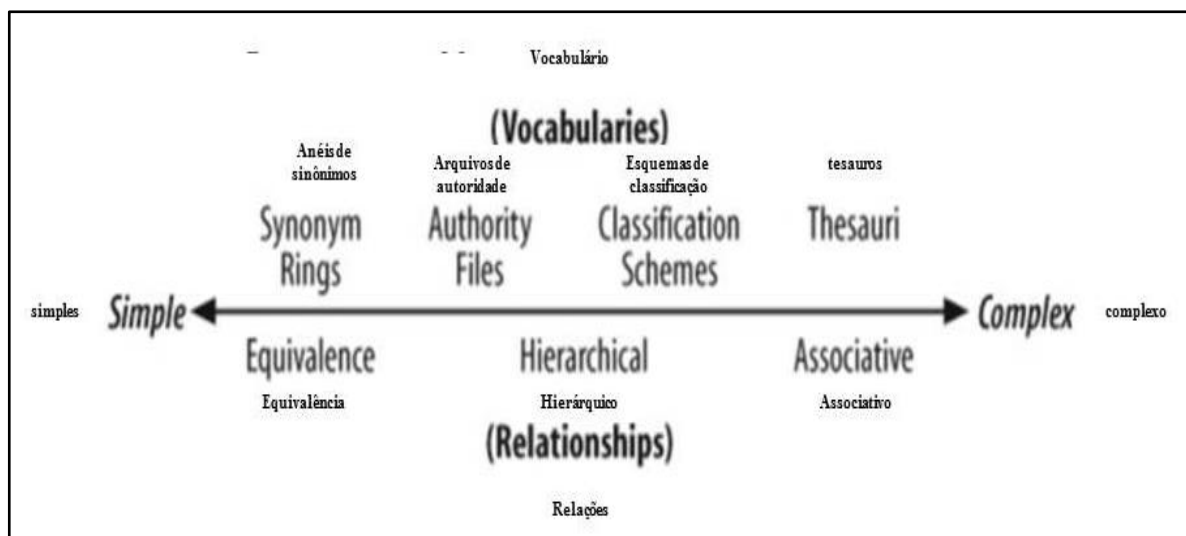 Vocabulário
(Vocabularies)
Anéis de
sinônimos
Arquivos de
autoridade
Esquemas de
classificação
tesauros
Synonym
Rings
Authority
Files
Classification
Schemes
Thesauri
simples
Simple
Complex
complexo
Equivalence
Hierarchical
Associative
Equivalência
Hierárquico
Associativo
(Relationships)
Relações